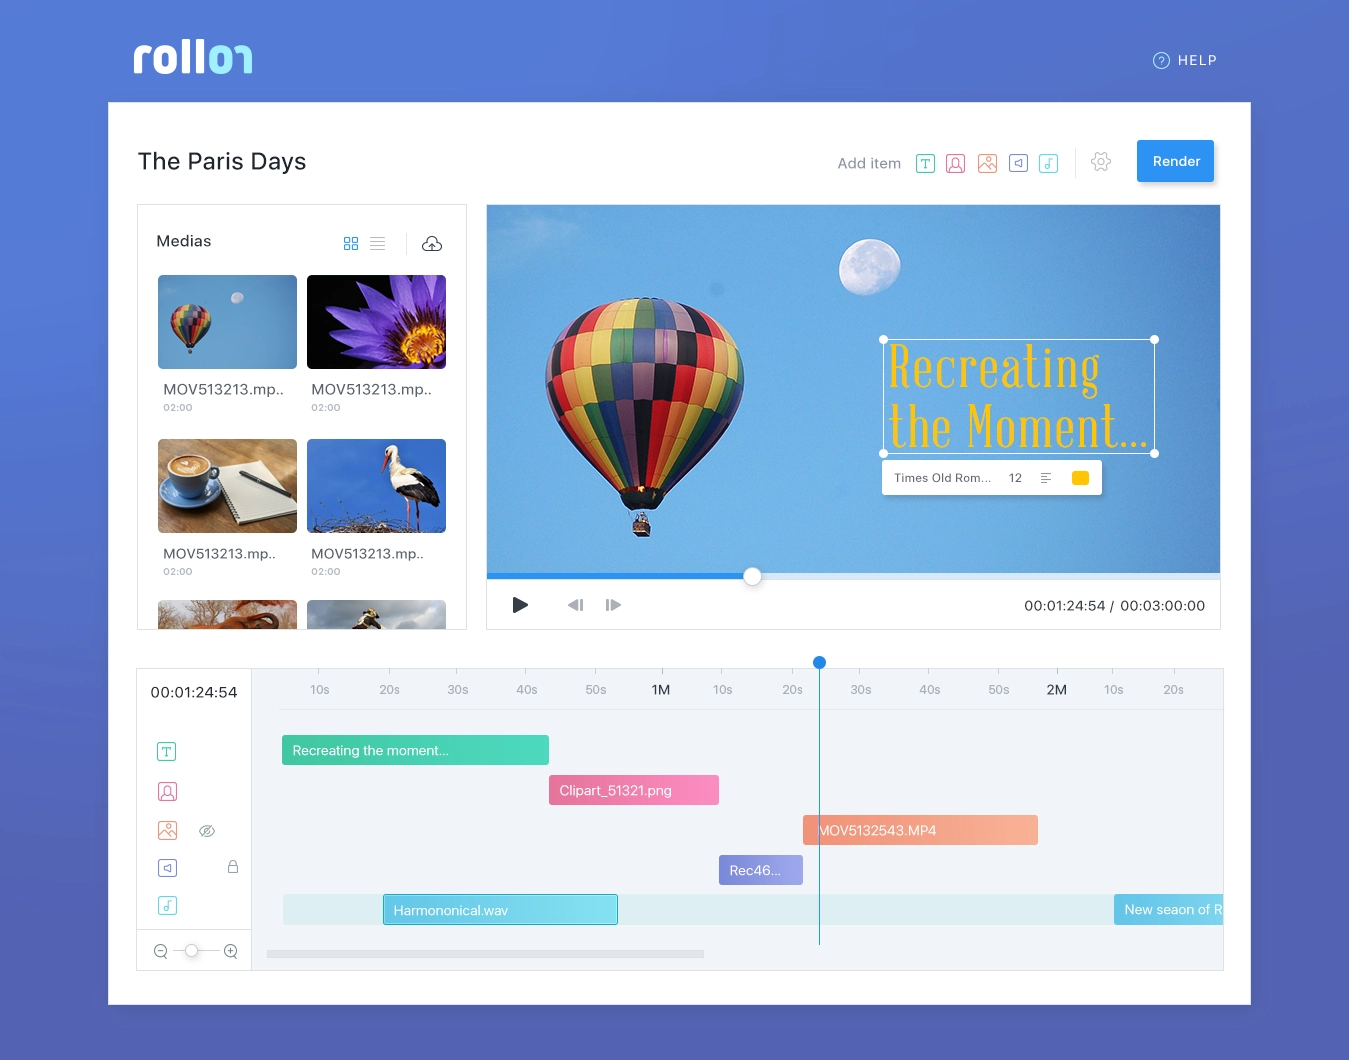 rollon
HELP
The Paris Days
Add item
Render
Medias
MOV513213.mp..
MOV513213.mp..
02:00
02:00
MOV513213.mp..
MOV513213.mp..
02:00
02:00
Recreating
the Moment...
Times Old Rom...
12
00:01:24:54 / 00:03:00:00
00:01:24:54
10s 20s 30s 40s 50s 1M 10s 20s 30s 40s 50s 2M 10s 20s
Recreating the moment...
Clipart_51321.png
MOV5132543.MP4
Rec46...
Harmononical.wav
New seaon of R